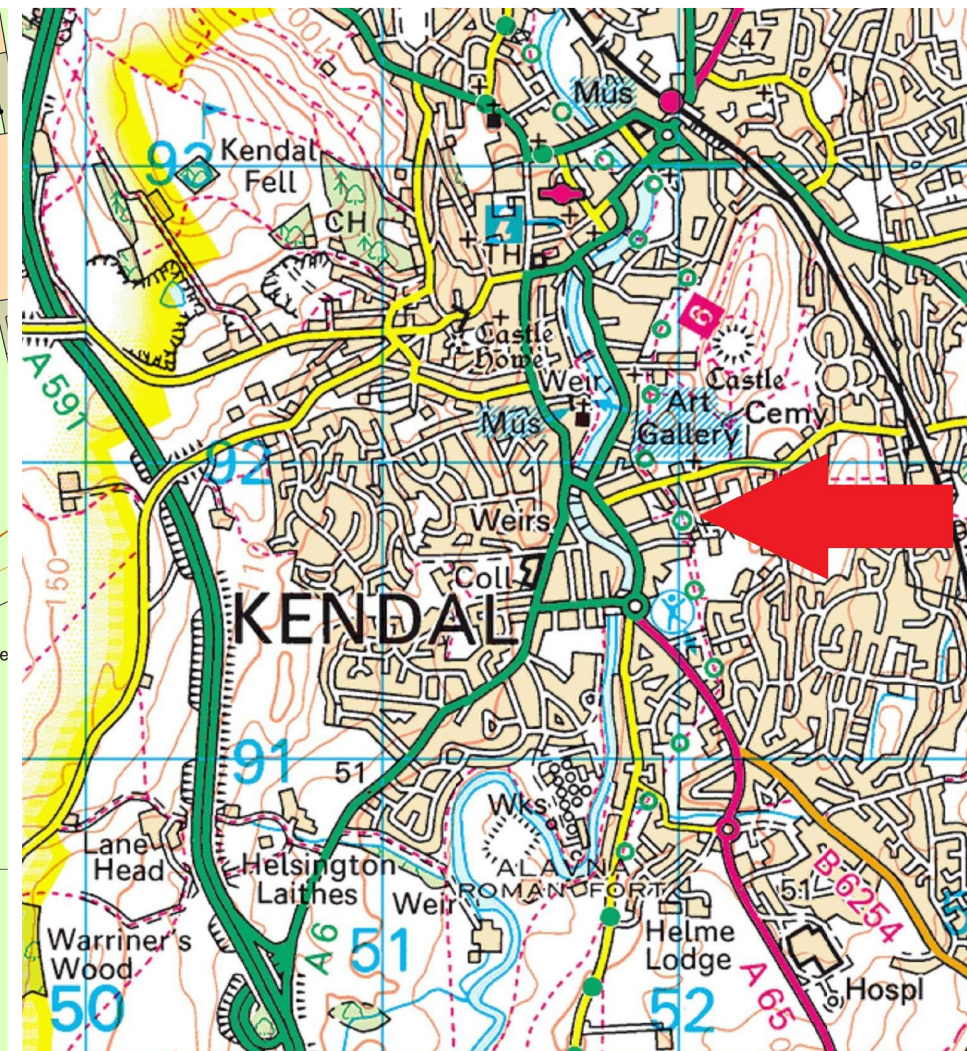 100
47
Mus
93
Kendal
Fell
CH
TH
Castle
Howe
A 591
Weir
Castle
Mus
Art
Gallery
Cemy
92
Weirs
150
Coll
KENDAL
91
51
Wks
Lane
Head
Helsington
Laithes
ALAVNA
ROMAN FORT
51
B 6254
Weir
A6
51
Warriner's
Wood
Helme
Lodge
Hospl
A 65
50
52